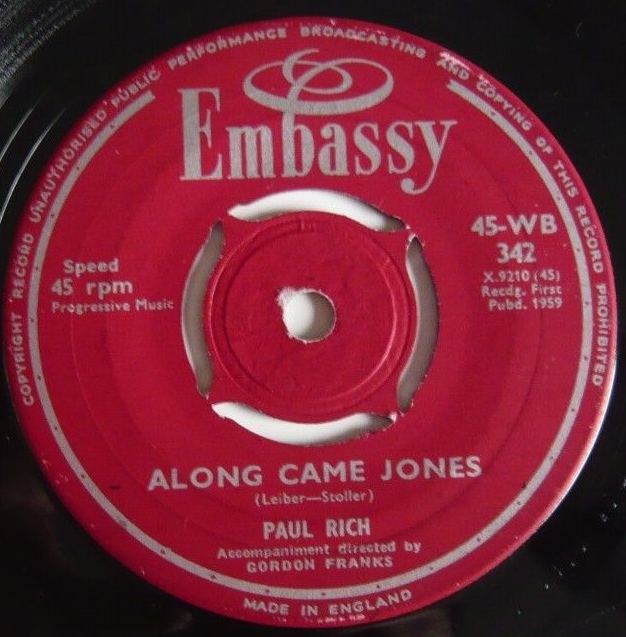 COPYRIGHT RECORD UNAUTHORISED PUBLIC PERFORMANCE BROADCASTING AND COPYING OF THIS RECORD PROHIBITED
Embassy
45-WB
342
X.9210 (45)
Recdg. First
Pubd. 1959
Speed
45 rpm
Progressive Music
ALONG CAME JONES
(Leiber—Stoller)
PAUL RICH
Accompaniment directed by
GORDON FRANKS
MADE IN ENGLAND